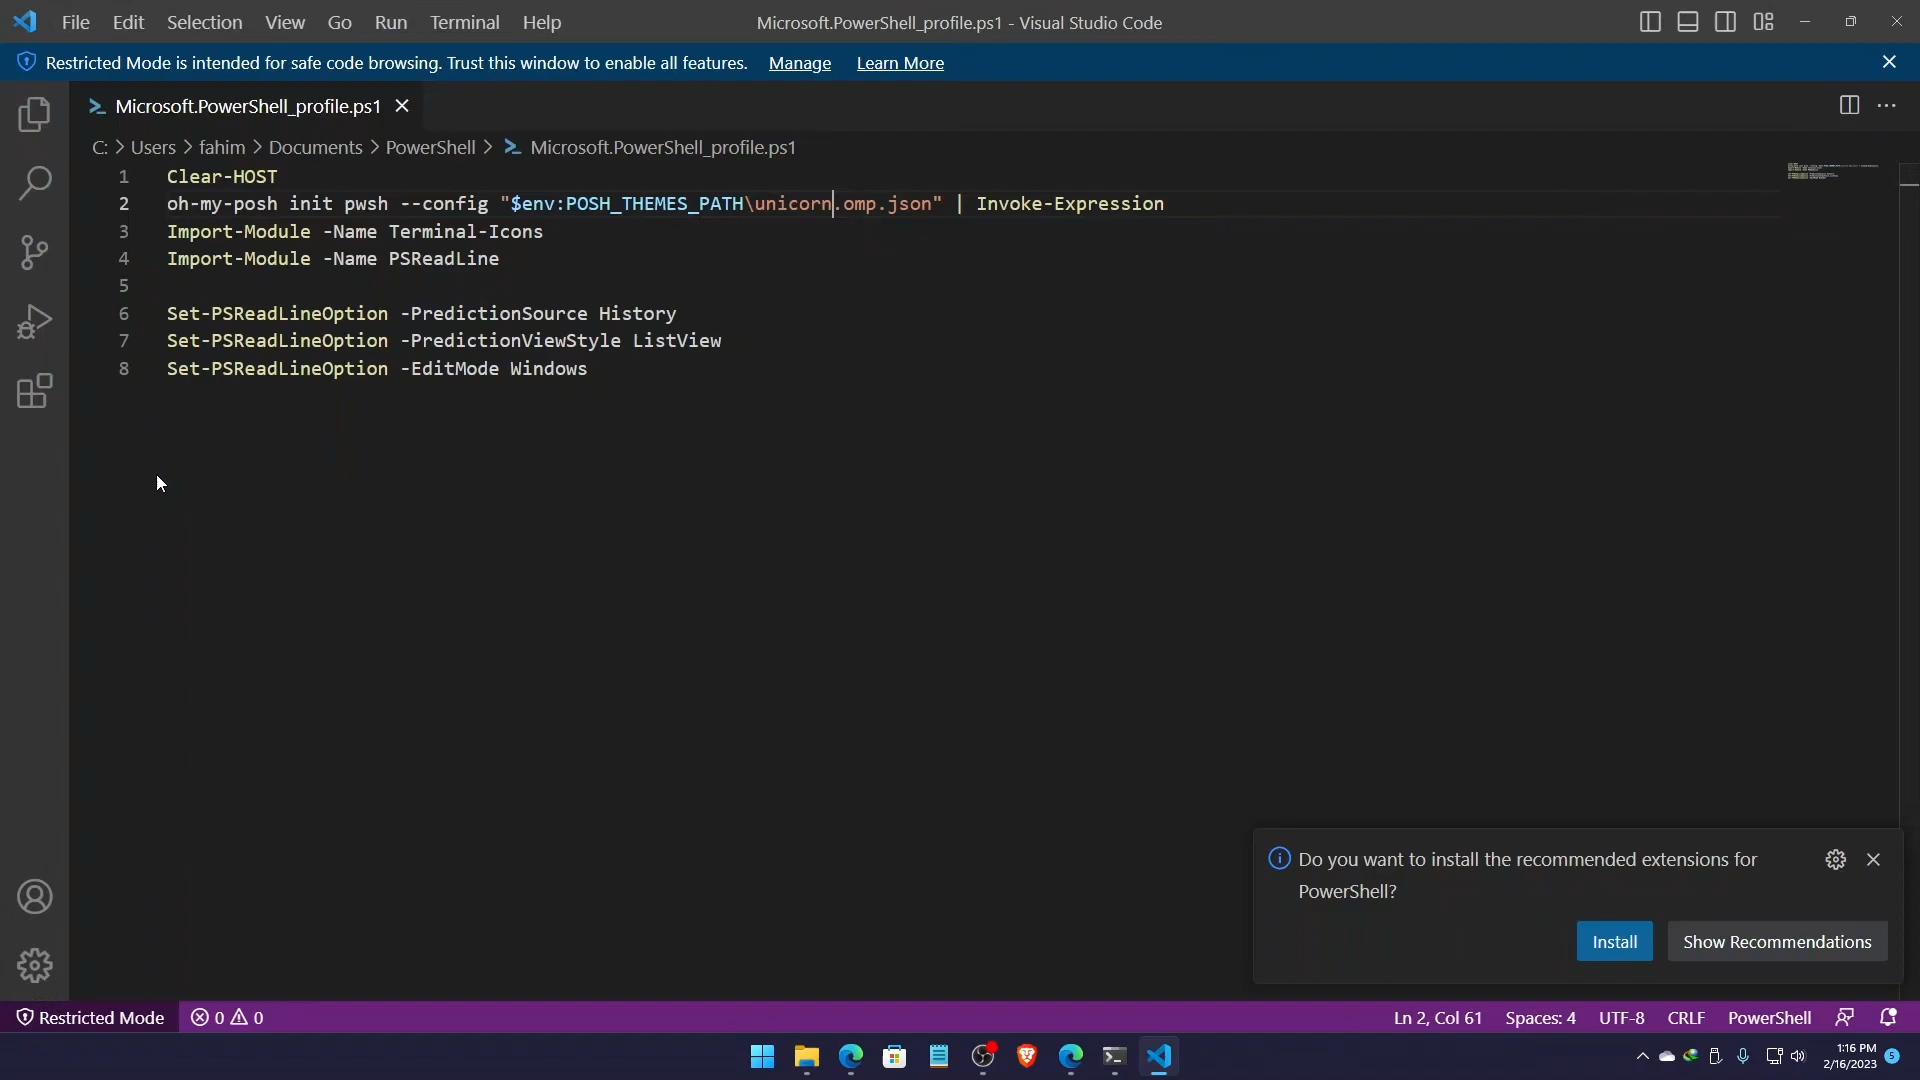 File Edit Selection View Go Run Terminal Help Microsoft.PowerShell_profile.ps1 - Visual Studio Code
Restricted Mode is intended for safe code browsing. Trust this window to enable all features. Manage Learn More
Microsoft.PowerShell_profile.ps1
C: > Users > fahim > Documents > PowerShell > Microsoft.PowerShell_profile.ps1
1 Clear-HOST
2 oh-my-posh init pwsh --config "$env:POSH_THEMES_PATH\unicorn.omp.json" | Invoke-Expression
3 Import-Module -Name Terminal-Icons
4 Import-Module -Name PSReadLine
5
6 Set-PSReadLineOption -PredictionSource History
7 Set-PSReadLineOption -PredictionViewStyle ListView
8 Set-PSReadLineOption -EditMode Windows
Do you want to install the recommended extensions for
PowerShell?
Install Show Recommendations
Restricted Mode 0 0 Ln 2, Col 61 Spaces: 4 UTF-8 CRLF PowerShell
1:16 PM
2/16/2023 5